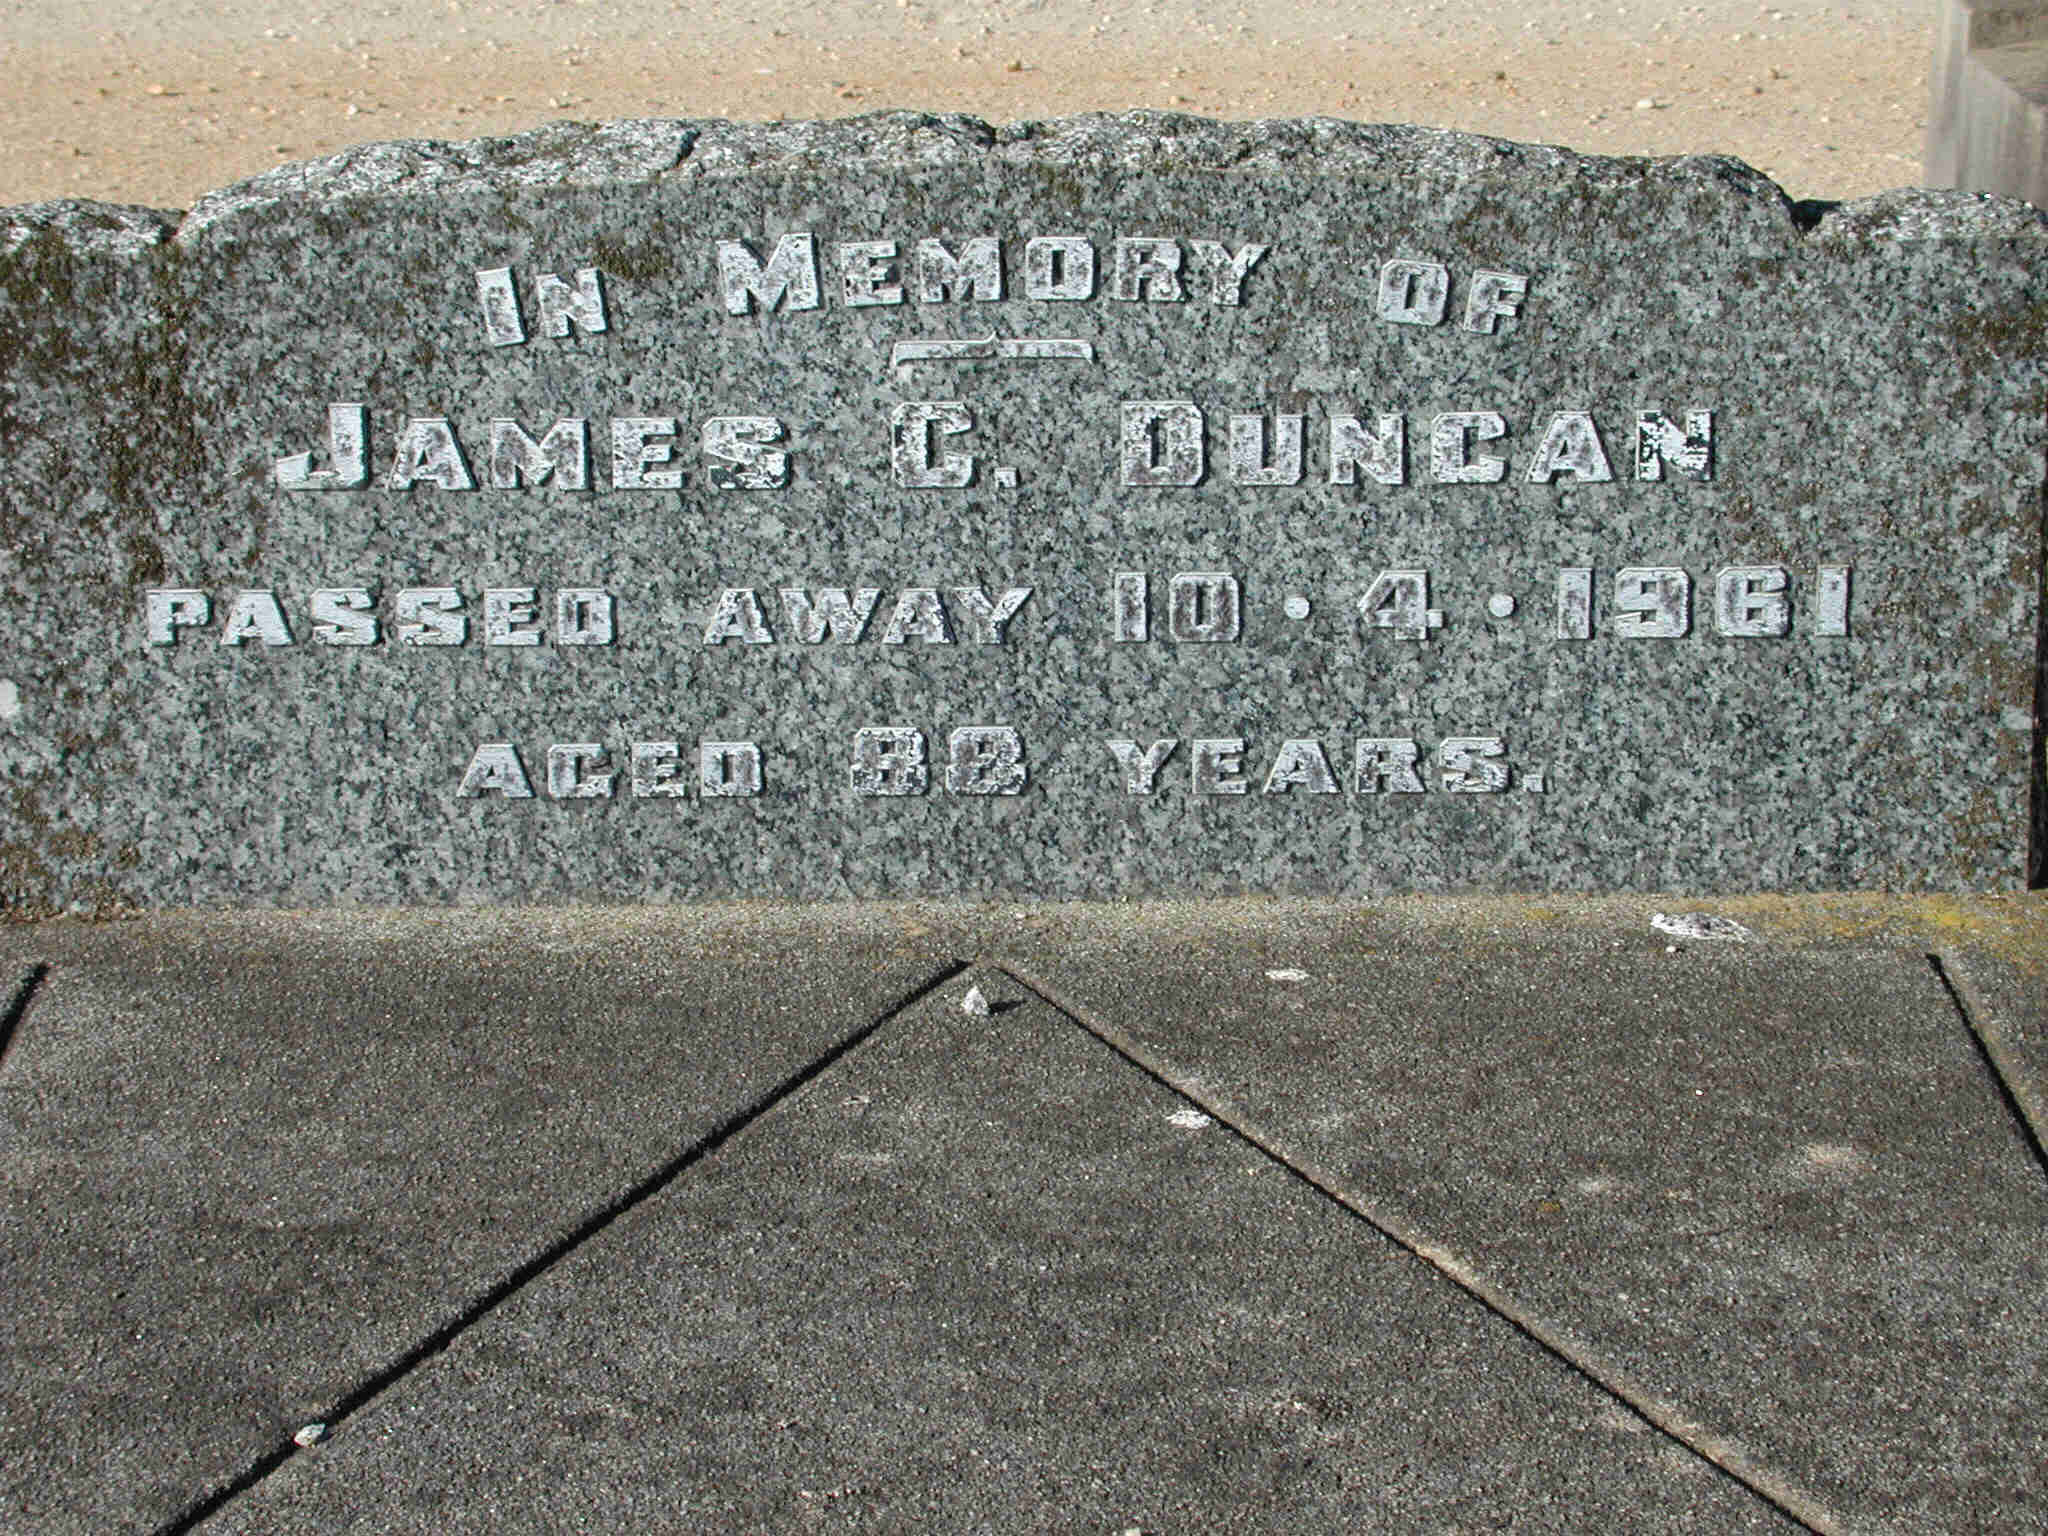 In Memory of
James C. Duncan
passed away 10·4·1961
aged 88 years.